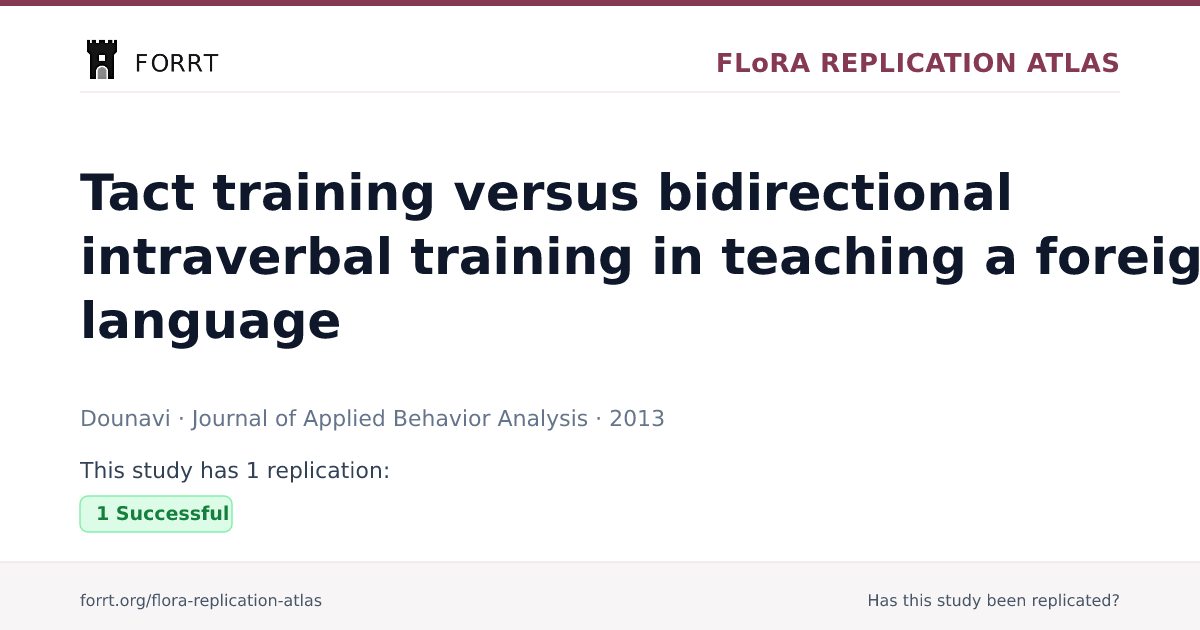 FORRT
FLoRA REPLICATION ATLAS
Tact training versus bidirectional
intraverbal training in teaching a foreig
language
Dounavi · Journal of Applied Behavior Analysis · 2013
This study has 1 replication:
1 Successful
forrt.org/flora-replication-atlas
Has this study been replicated?